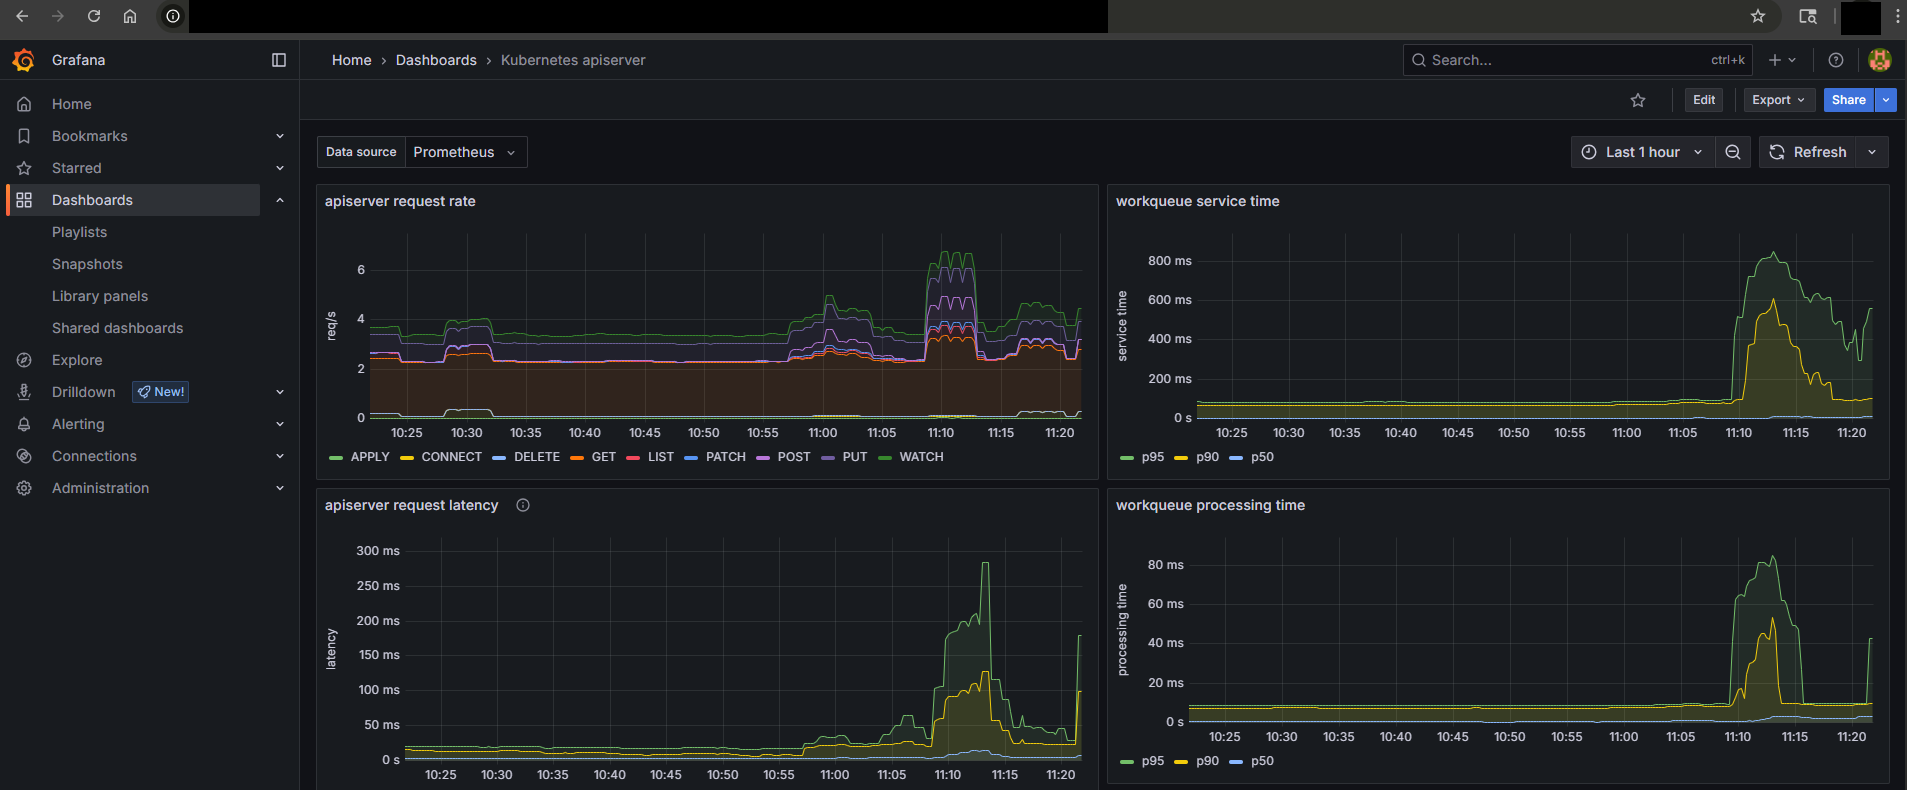 Grafana
Home › Dashboards › Kubernetes apiserver
Search... ctrl+k
Home
Bookmarks
Starred
Dashboards
Playlists
Snapshots
Library panels
Shared dashboards
Explore
Drilldown New!
Alerting
Connections
Administration
Edit Export Share
Data source Prometheus
Last 1 hour Refresh
apiserver request rate
req/s
6
4
2
0
10:25 10:30 10:35 10:40 10:45 10:50 10:55 11:00 11:05 11:10 11:15 11:20
APPLY CONNECT DELETE GET LIST PATCH POST PUT WATCH
workqueue service time
service time
800 ms
600 ms
400 ms
200 ms
0 s
10:25 10:30 10:35 10:40 10:45 10:50 10:55 11:00 11:05 11:10 11:15 11:20
p95 p90 p50
apiserver request latency
latency
300 ms
250 ms
200 ms
150 ms
100 ms
50 ms
0 s
10:25 10:30 10:35 10:40 10:45 10:50 10:55 11:00 11:05 11:10 11:15 11:20
workqueue processing time
processing time
80 ms
60 ms
40 ms
20 ms
0 s
10:25 10:30 10:35 10:40 10:45 10:50 10:55 11:00 11:05 11:10 11:15 11:20
p95 p90 p50